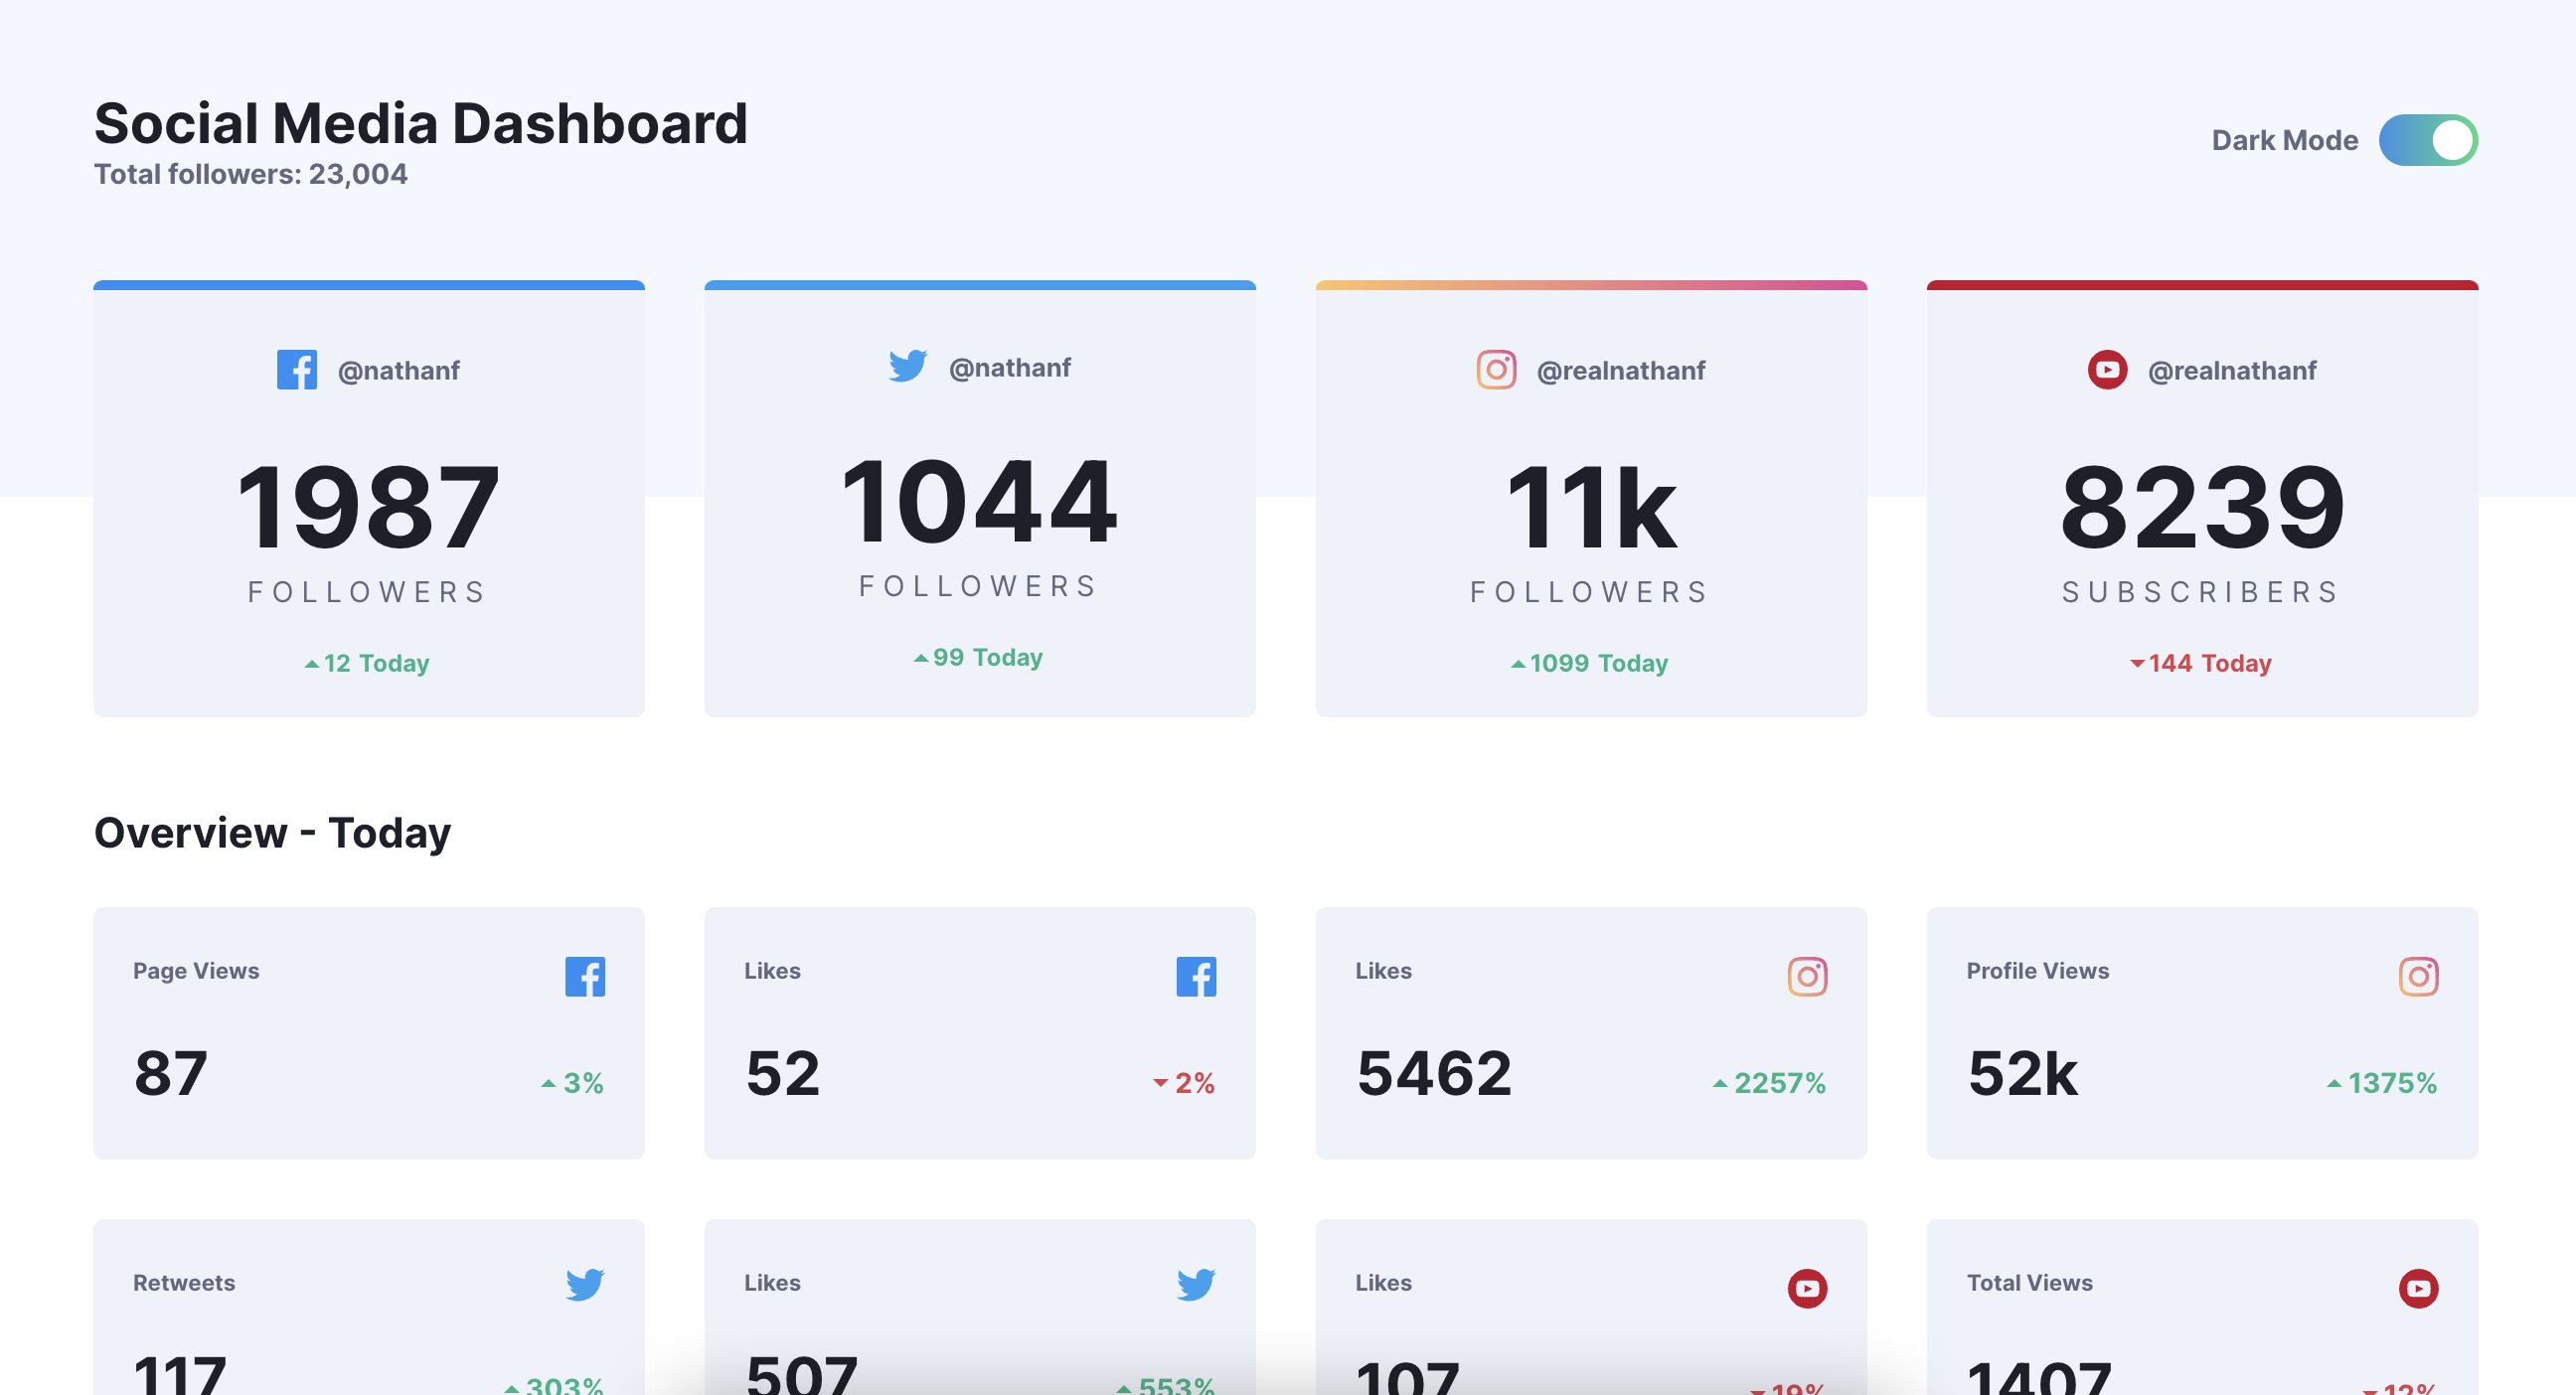 Social Media Dashboard
Total followers: 23,004
Dark Mode
@nathanf
1987
FOLLOWERS
12 Today
@nathanf
1044
FOLLOWERS
99 Today
@realnathanf
11k
FOLLOWERS
1099 Today
@realnathanf
8239
SUBSCRIBERS
144 Today
Overview - Today
Page Views
87
3%
Likes
52
2%
Likes
5462
2257%
Profile Views
52k
1375%
Retweets
117
303%
Likes
507
553%
Likes
107
19%
Total Views
1407
12%